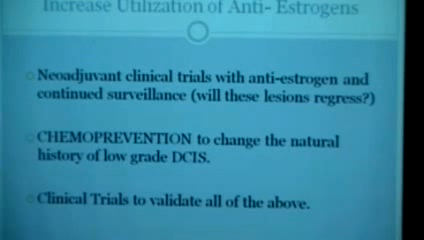 Increase Utilization of Anti- Estrogens
Neoadjuvant clinical trials with anti-estrogen and
continued surveillance (will these lesions regress?)
CHEMOPREVENTION to change the natural
history of low grade DCIS.
Clinical Trials to validate all of the above.